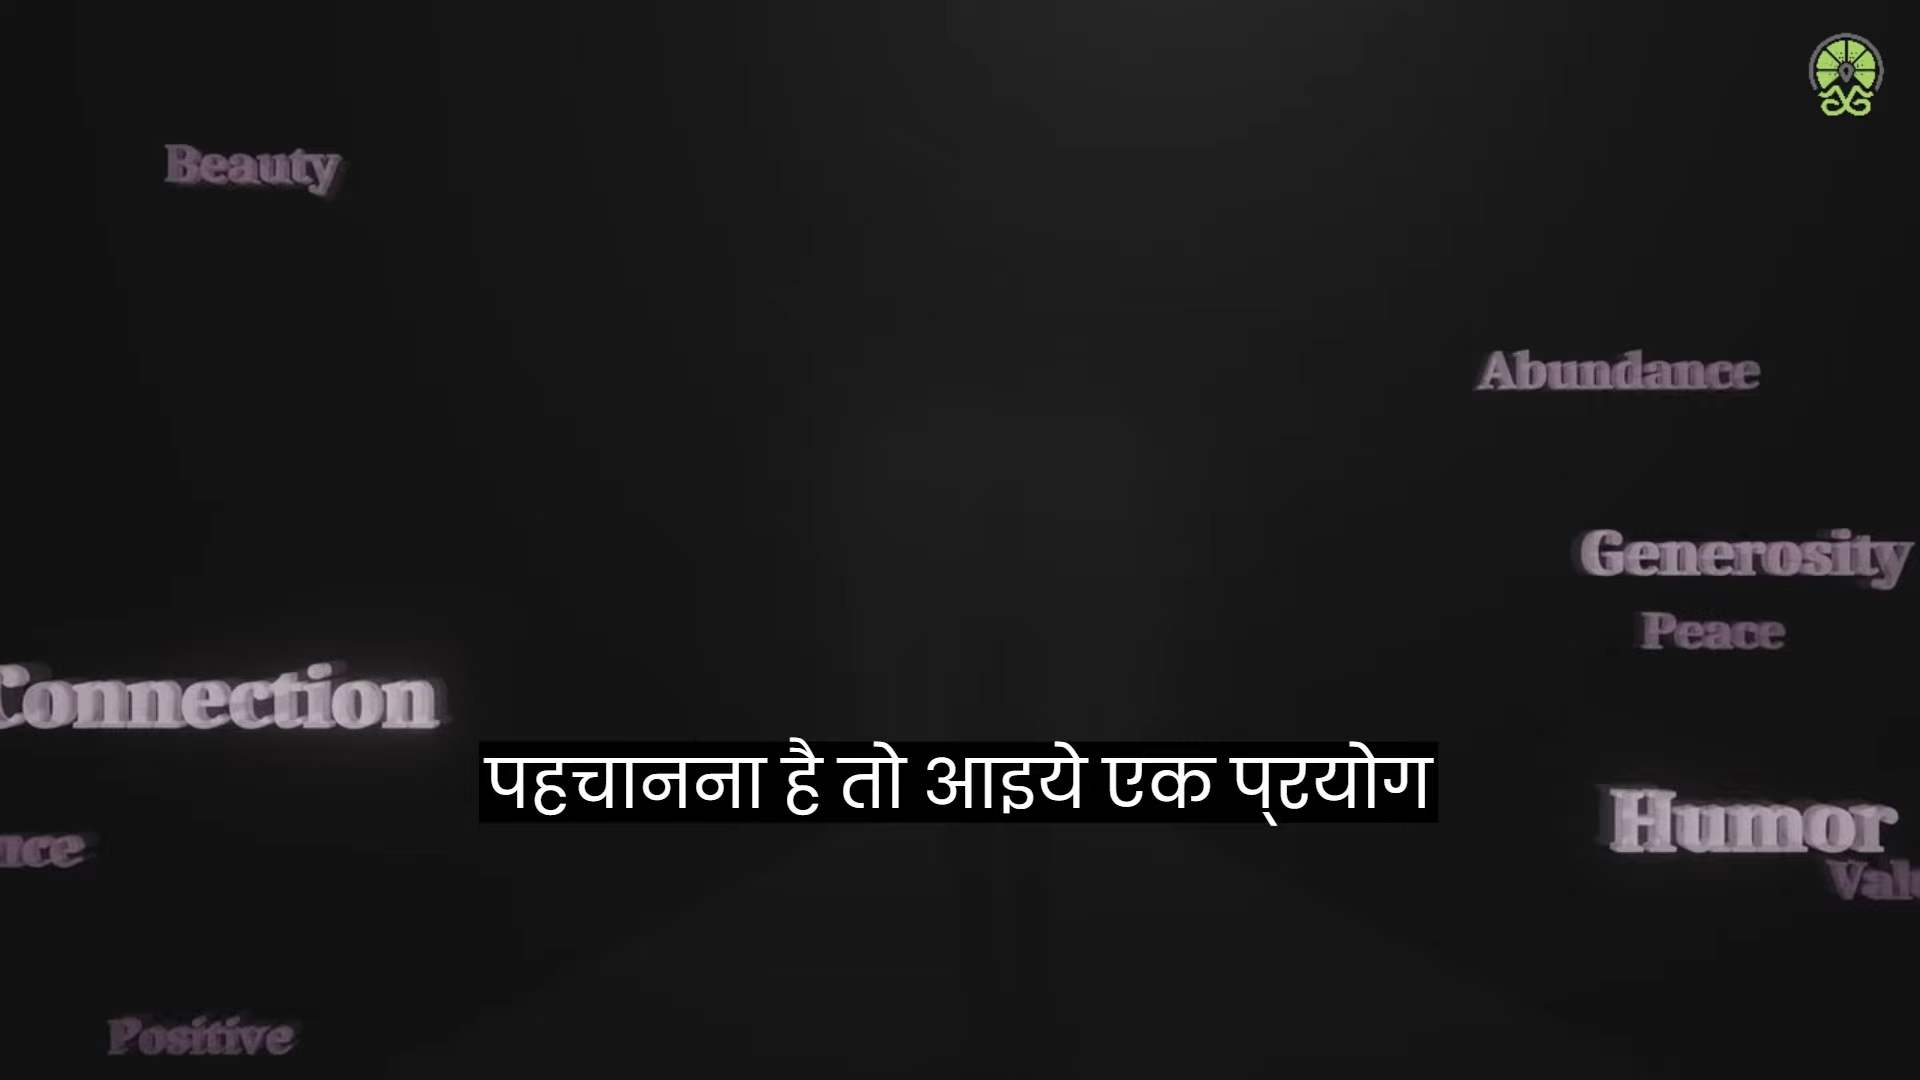 Beauty
Abundance
Generosity
Peace
Connection
पहचानना है तो आइये एक प्रयोग
Humor
Positive